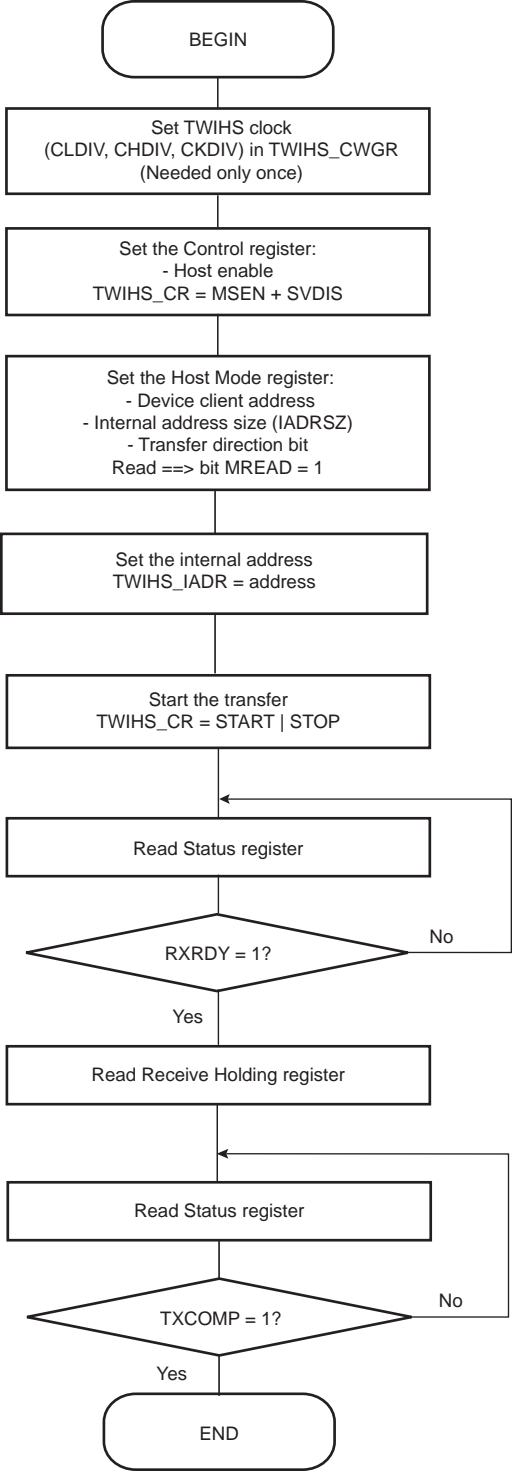 BEGIN
Set TWIHS clock
(CLDIV, CHDIV, CKDIV) in TWIHS_CWGR
(Needed only once)
Set the Control register:
- Host enable
TWIHS_CR = MSEN + SVDIS
Set the Host Mode register:
- Device client address
- Internal address size (IADRSZ)
- Transfer direction bit
Read ==> bit MREAD = 1
Set the internal address
TWIHS_IADR = address
Start the transfer
TWIHS_CR = START | STOP
Read Status register
RXRDY = 1?
No
Yes
Read Receive Holding register
Read Status register
TXCOMP = 1?
No
Yes
END